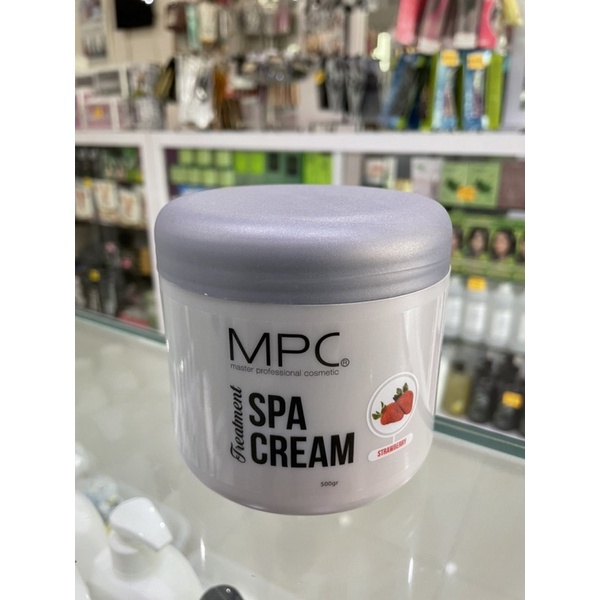 MPC®
master professional cosmetic
Treatment
SPA
CREAM
STRAWBERRY
500gr